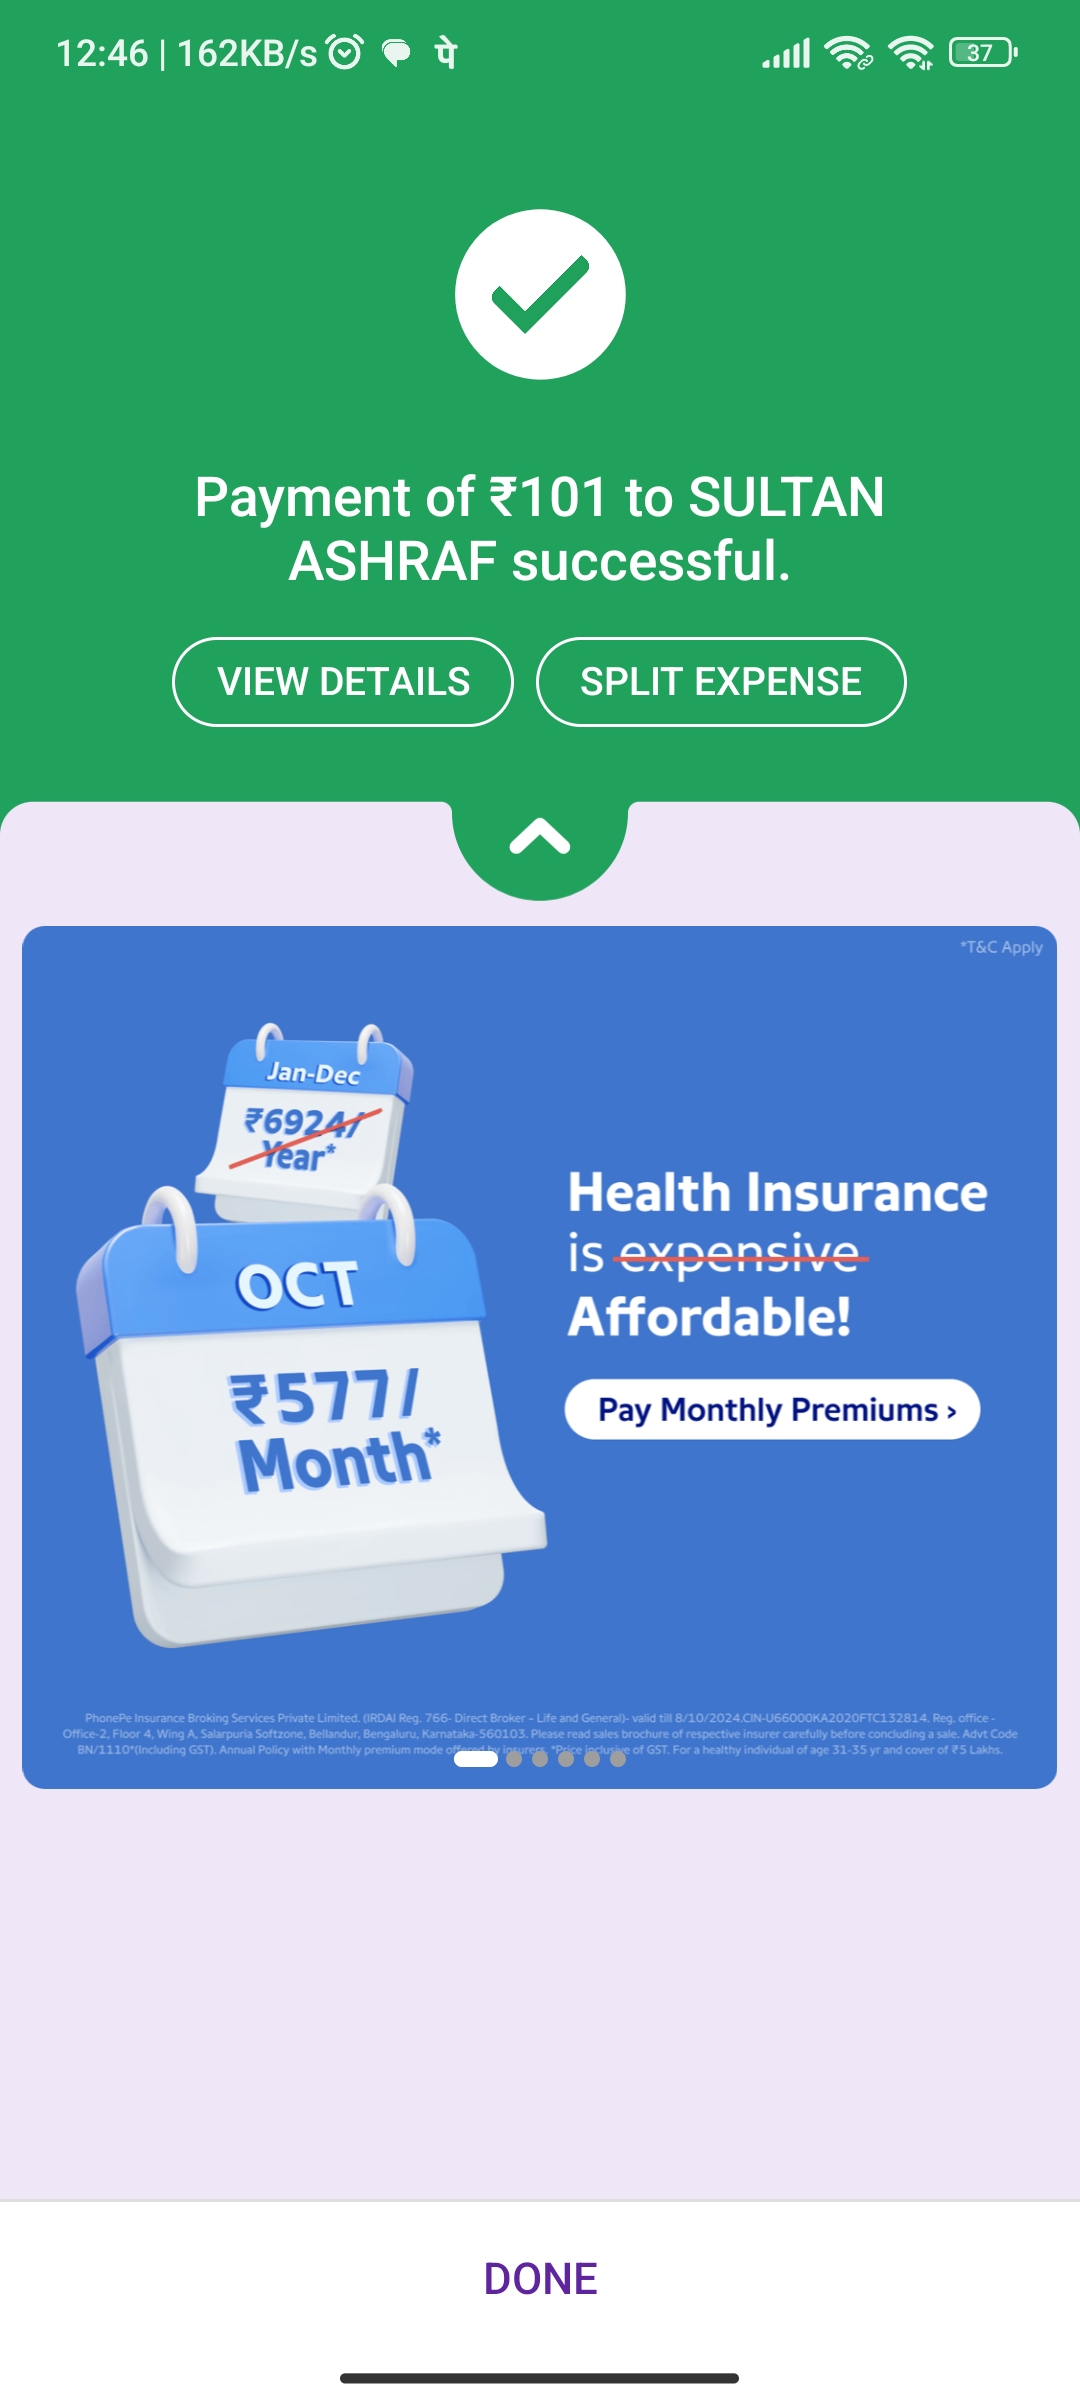 12:46 | 162KB/s पे 37
Payment of ₹101 to SULTAN
ASHRAF successful.
VIEW DETAILS SPLIT EXPENSE
*T&C Apply
Jan-Dec
₹6924/
Year*
OCT
₹577/
Month*
Health Insurance
is expensive
Affordable!
Pay Monthly Premiums ›
PhonePe Insurance Broking Services Private Limited. (IRDAI Reg. 766- Direct Broker - Life and General)- valid till 8/10/2024.CIN-U66000KA2020FTC132814. Reg. office -
Office-2, Floor 4, Wing A, Salarpuria Softzone, Bellandur, Bengaluru, Karnataka-560103. Please read sales brochure of respective insurer carefully before concluding a sale. Advt Code
BN/1110*(Including GST). Annual Policy with Monthly premium mode offered by insurers. *Price inclusive of GST. For a healthy individual of age 31-35 yr and cover of ₹5 Lakhs.
DONE